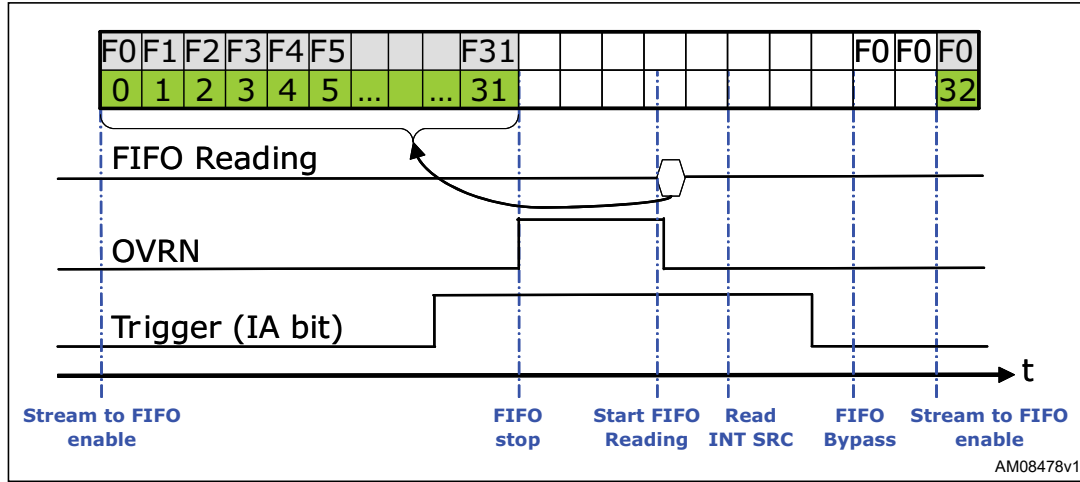 F0 F1 F2 F3 F4 F5 F31 F0 F0 F0
0 1 2 3 4 5 ... ... 31 32
FIFO Reading
OVRN
Trigger (IA bit)
t
Stream to FIFO
enable
FIFO
stop
Start FIFO
Reading
Read
INT SRC
FIFO
Bypass
Stream to FIFO
enable
AM08478v1